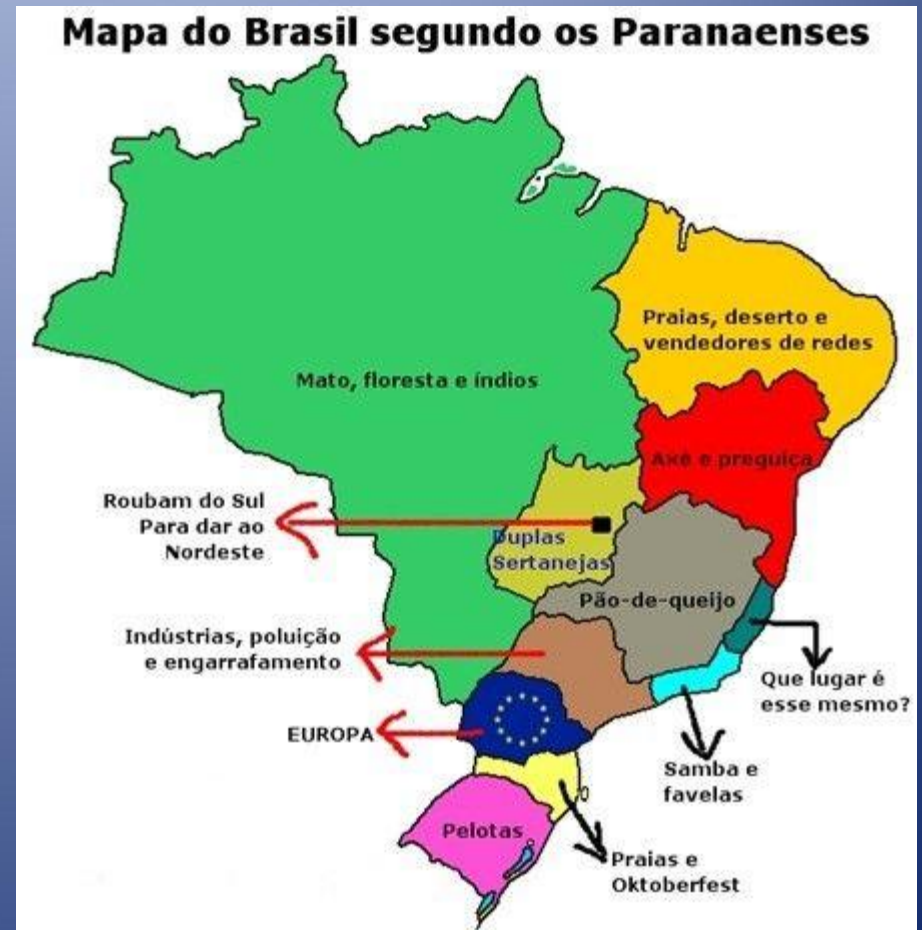 Mapa do Brasil segundo os Paranaenses
Praias, deserto e
vendedores de redes
Mato, floresta e índios
Axé e preguiça
Roubam do Sul
Para dar ao
Nordeste
Duplas
Sertanejas
Pão-de-queijo
Indústrias, poluição
e engarrafamento
Que lugar é
esse mesmo?
EUROPA
Samba e
favelas
Pelotas
Praias e
Oktoberfest